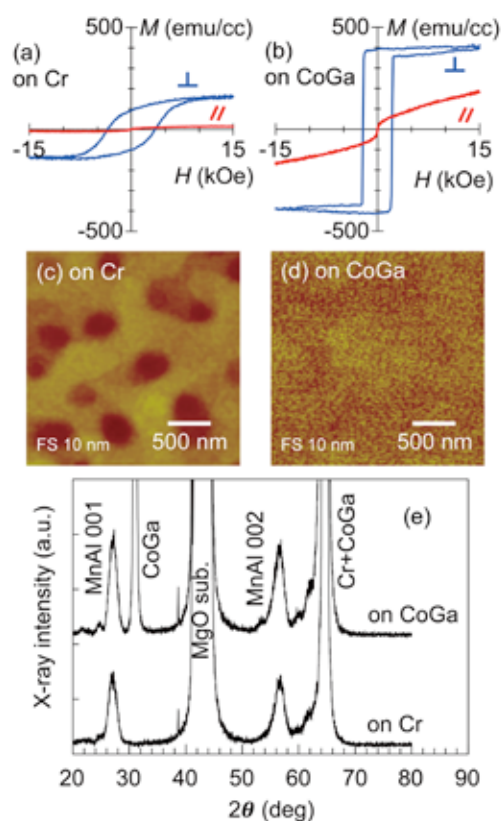 (a)
on Cr
500
M (emu/cc)
⊥
//
-15
15
H (kOe)
-500
(b)
on CoGa
500
M (emu/cc)
⊥
//
-15
15
H (kOe)
-500
(c) on Cr
FS 10 nm
500 nm
(d) on CoGa
FS 10 nm
500 nm
X-ray intensity (a.u.)
MnAl 001
CoGa
MgO sub.
MnAl 002
Cr+CoGa
(e)
on CoGa
on Cr
20 30 40 50 60 70 80 90
2θ (deg)